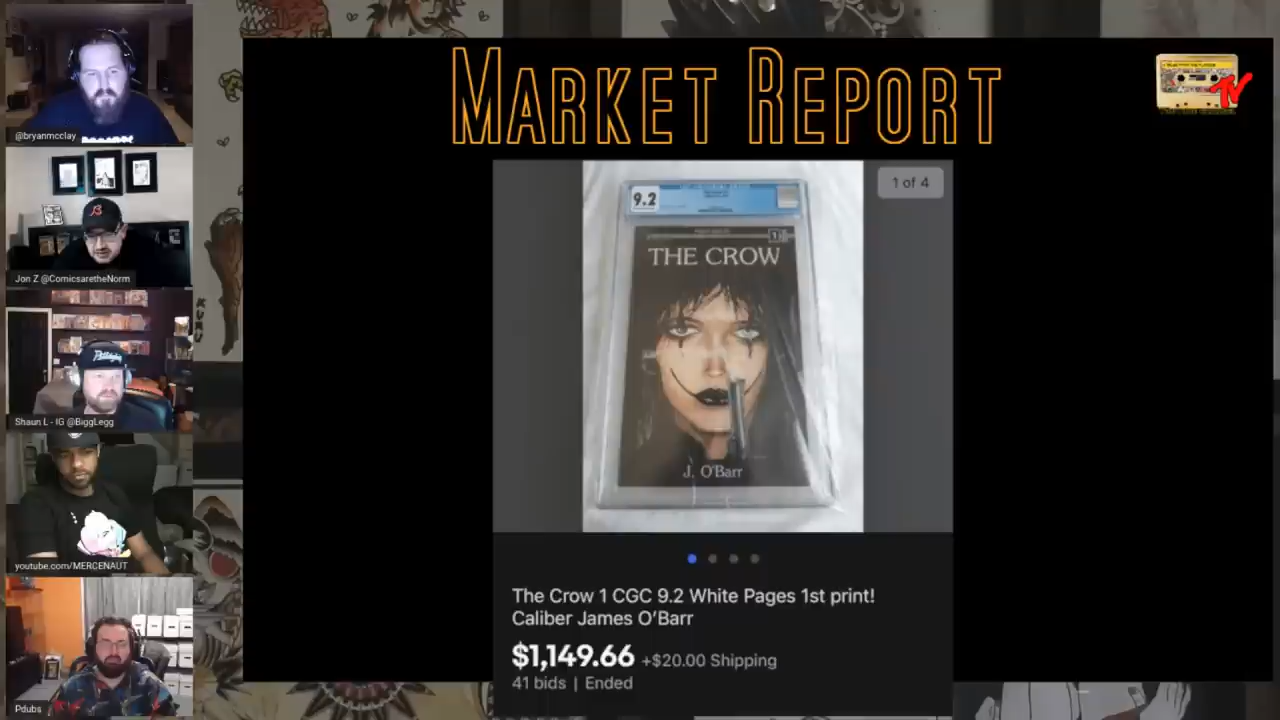 MARKET REPORT
TV
@bryanmcclay
1 of 4
9.2
1
THE CROW
Jon Z @ComicsaretheNorm
Shaun L - IG @BiggLegg
J. O'Barr
youtube.com/MERCENAUT
The Crow 1 CGC 9.2 White Pages 1st print!
Caliber James O'Barr
$1,149.66 +$20.00 Shipping
41 bids | Ended
Pdubs